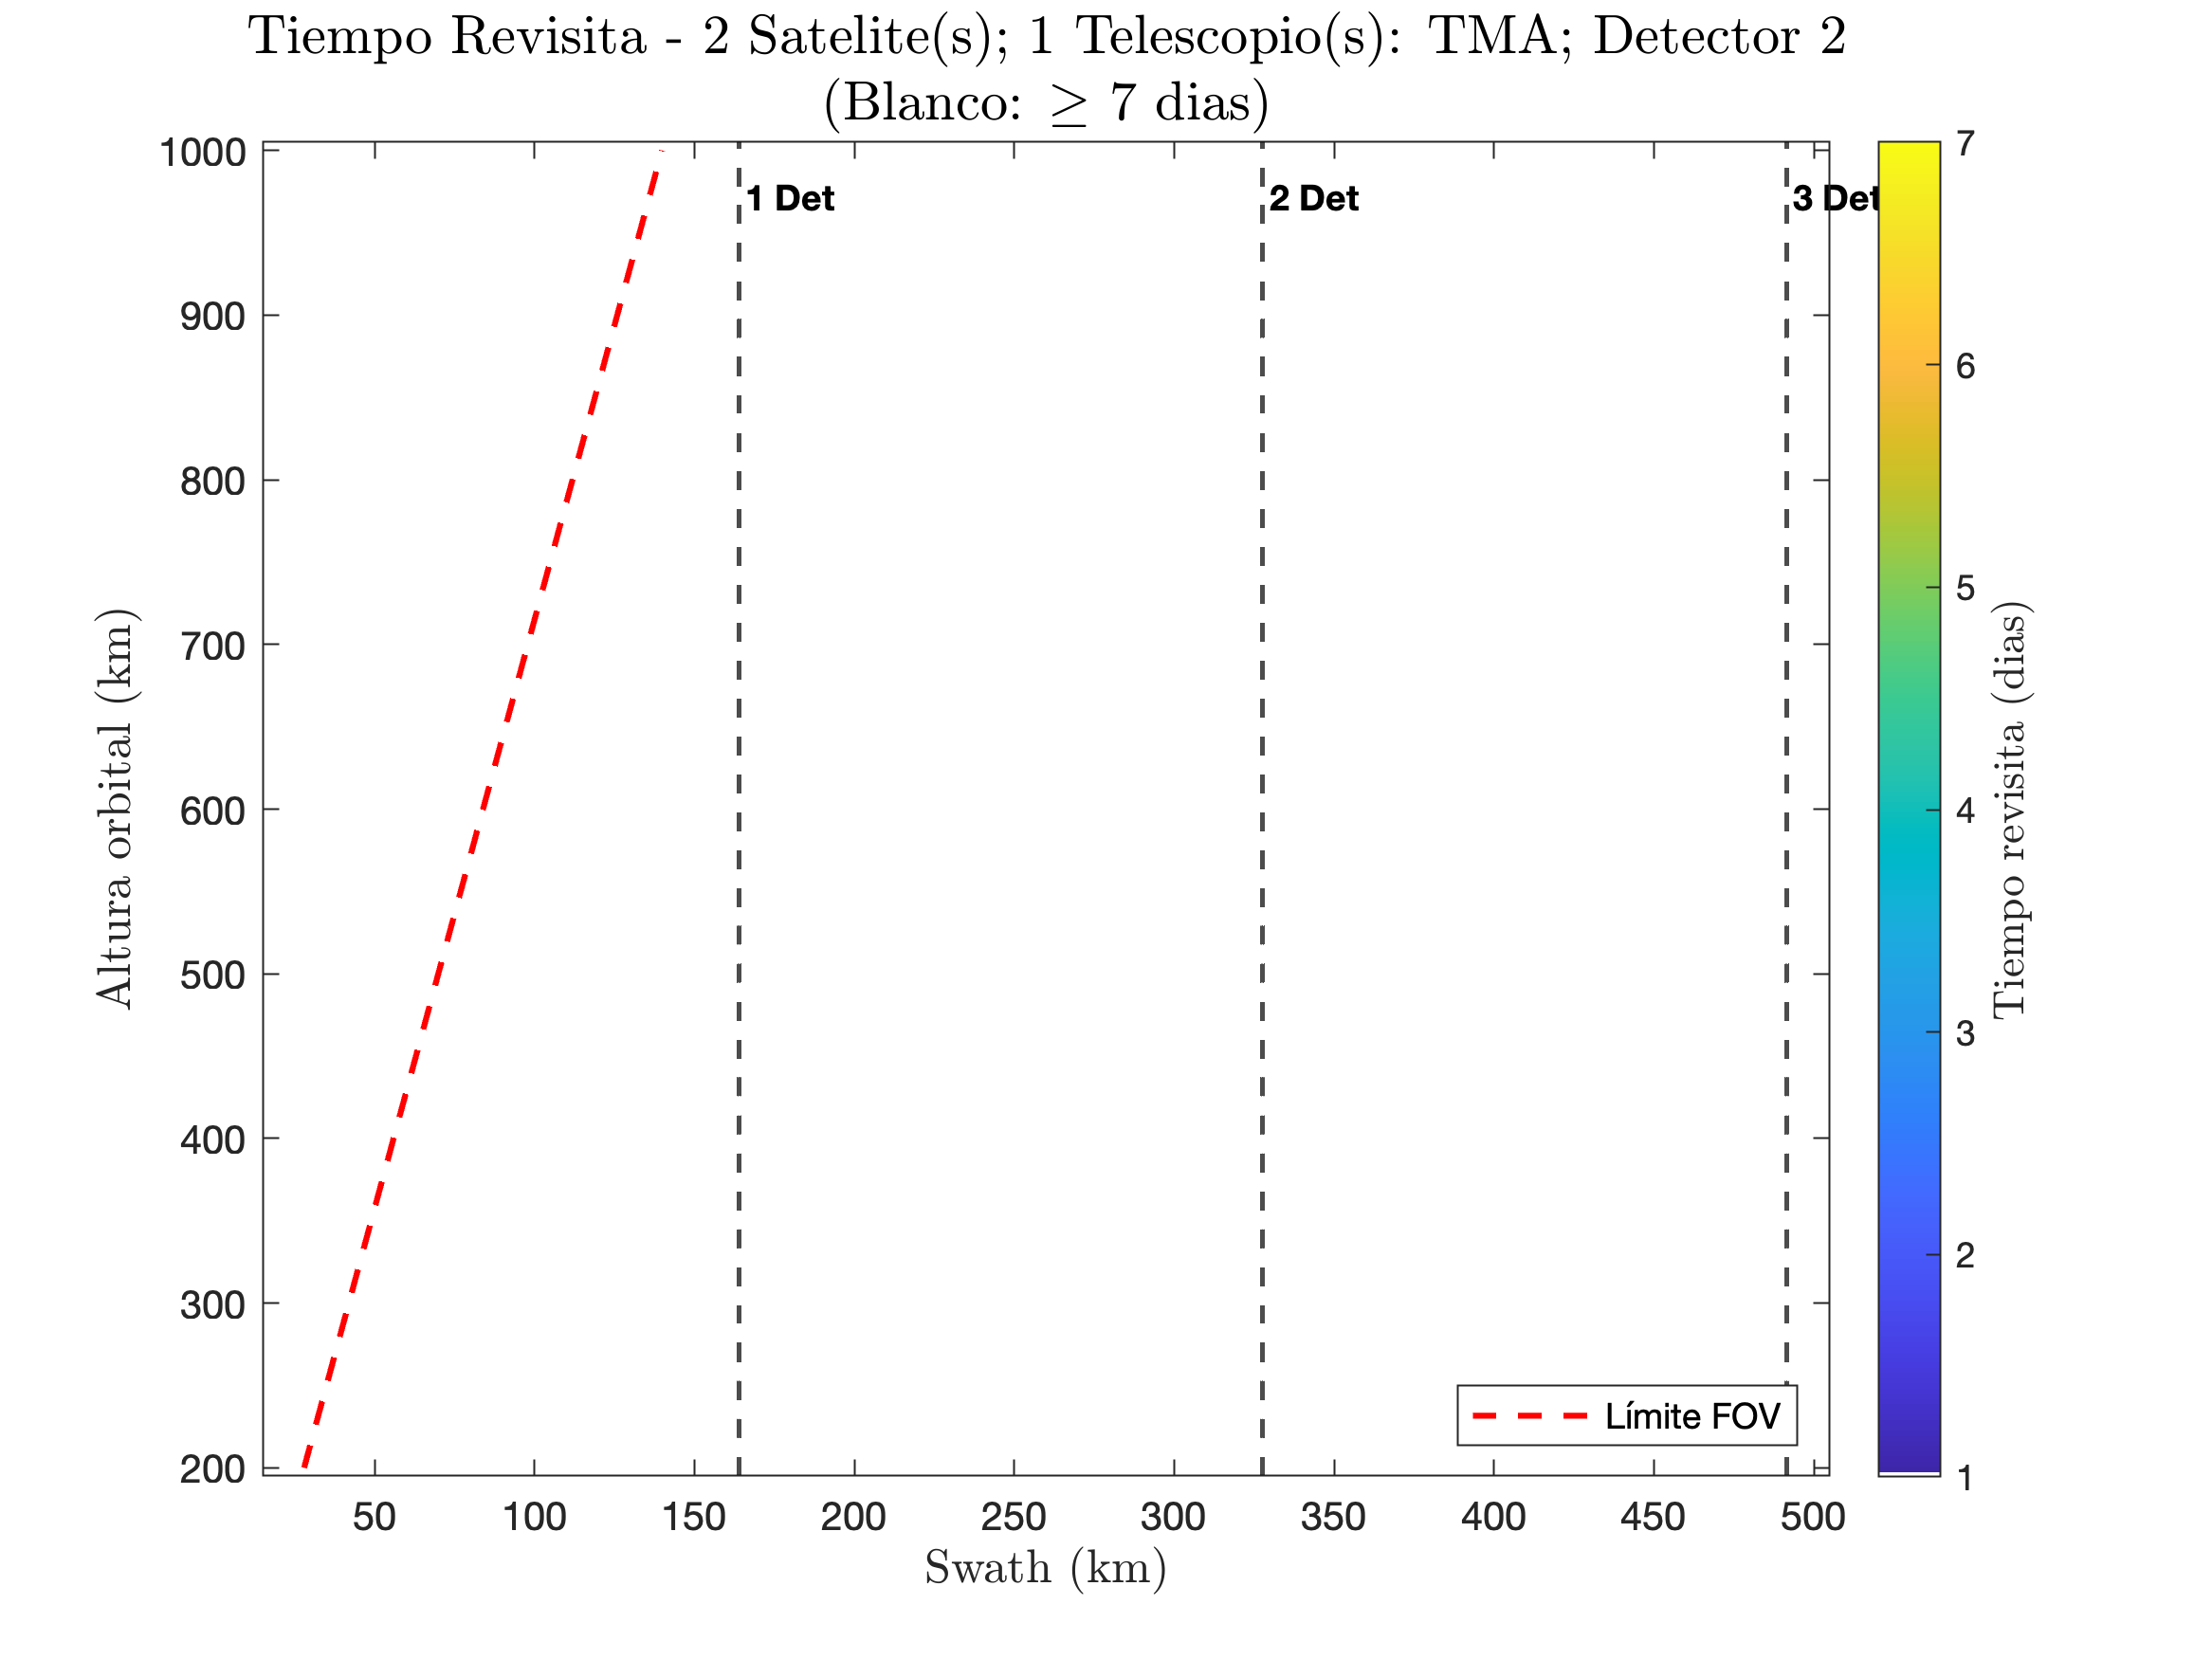 Tiempo Revisita - 2 Satelite(s); 1 Telescopio(s): TMA; Detector 2
(Blanco: ≥ 7 dias)
1000
900
800
700
600
500
400
300
200
Altura orbital (km)
1 Det
2 Det
3 Det
Límite FOV
50 100 150 200 250 300 350 400 450 500
Swath (km)
7
6
5
4
3
2
1
Tiempo revisita (dias)